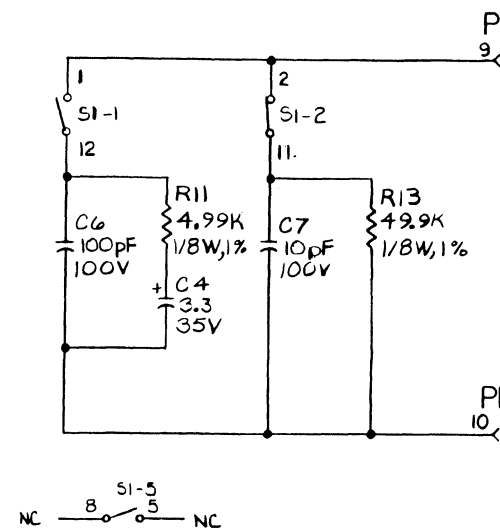 P
9
1
S1-1
12
2
S1-2
11.
R11
4.99K
1/8W,1%
C6
100pF
100V
+
C4
3.3
35V
C7
10pF
100V
R13
49.9K
1/8W,1%
10
S1-5
NC
8
5
NC